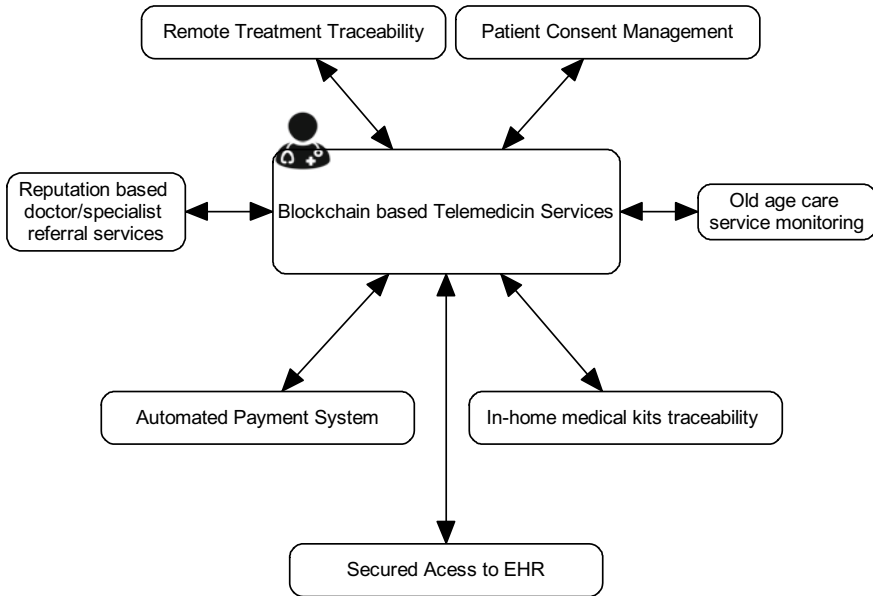 Remote Treatment Traceability
Patient Consent Management
Reputation based
doctor/specialist
referral services
Blockchain based Telemedicin Services
Old age care
service monitoring
Automated Payment System
In-home medical kits traceability
Secured Acess to EHR